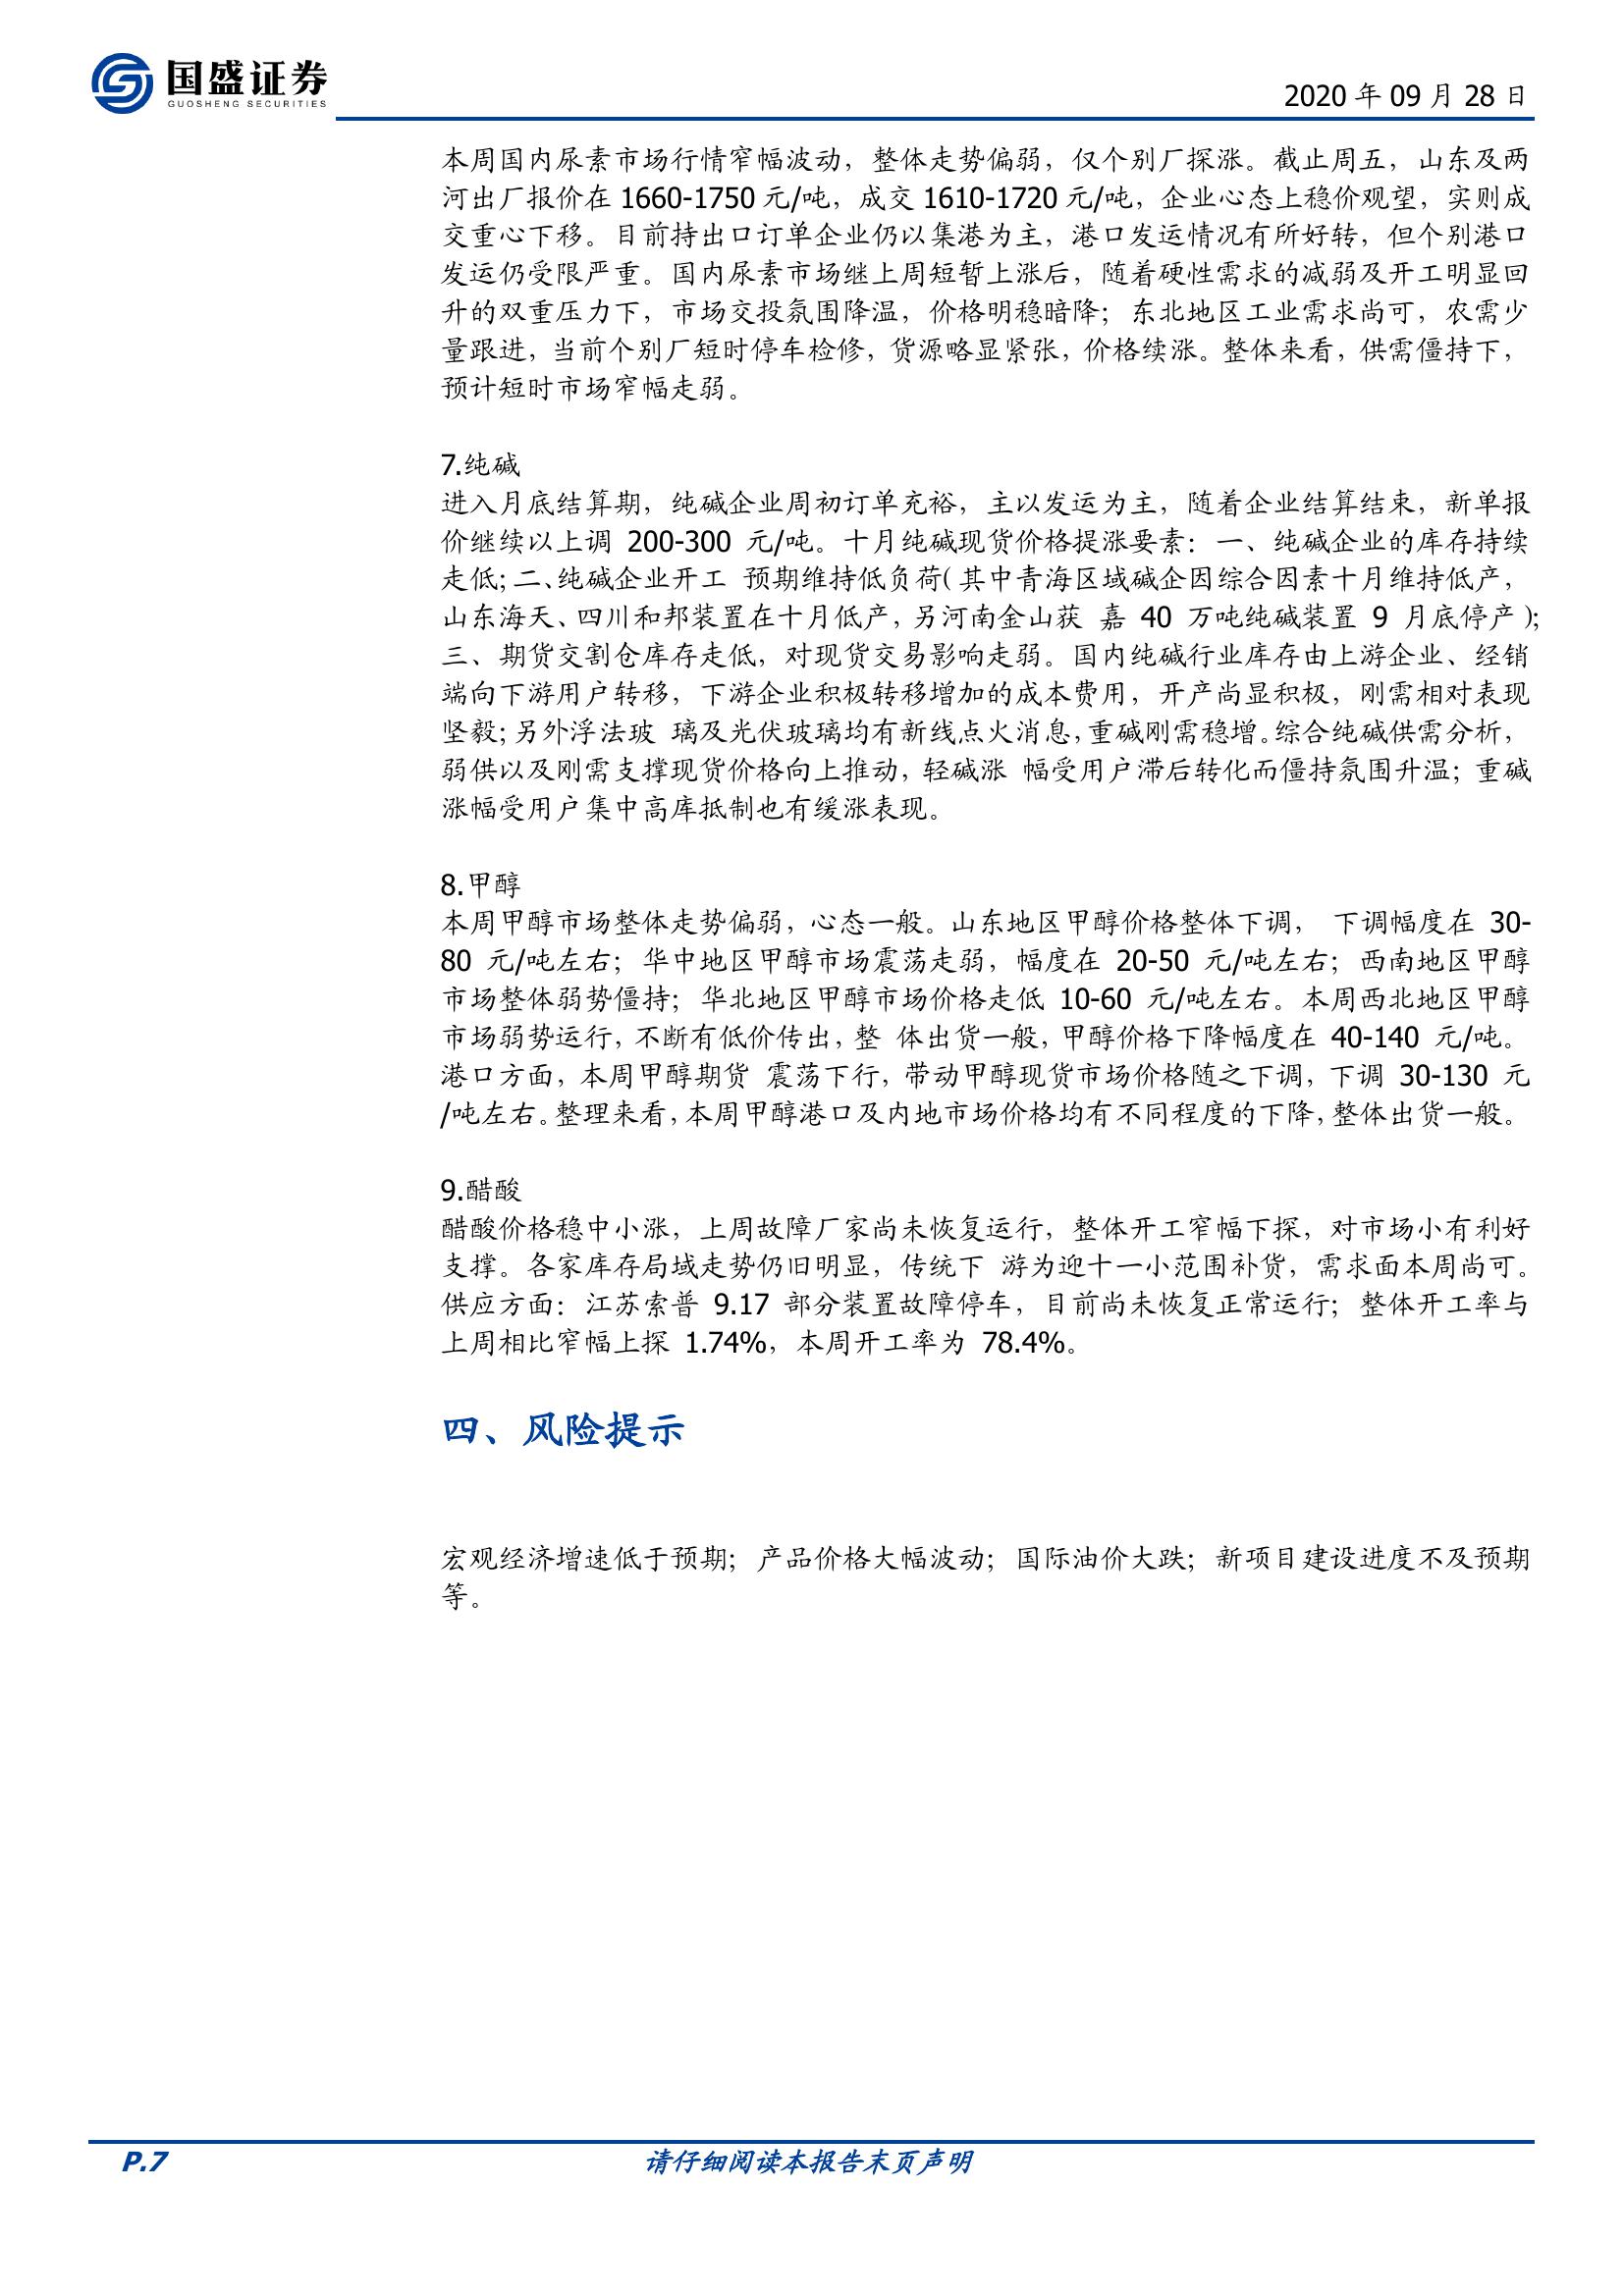 国盛证券
GUOSHENG SECURITIES
2020 年 09 月 28 日
本周国内尿素市场行情窄幅波动，整体走势偏弱，仅个别厂探涨。截止周五，山东及两
河出厂报价在 1660-1750 元/吨，成交 1610-1720 元/吨，企业心态上稳价观望，实则成
交重心下移。目前持出口订单企业仍以集港为主，港口发运情况有所好转，但个别港口
发运仍受限严重。国内尿素市场继上周短暂上涨后，随着硬性需求的减弱及开工明显回
升的双重压力下，市场交投氛围降温，价格明稳暗降；东北地区工业需求尚可，农需少
量跟进，当前个别厂短时停车检修，货源略显紧张，价格续涨。整体来看，供需僵持下，
预计短时市场窄幅走弱。
7.纯碱
进入月底结算期，纯碱企业周初订单充裕，主以发运为主，随着企业结算结束，新单报
价继续以上调 200-300 元/吨。十月纯碱现货价格提涨要素：一、纯碱企业的库存持续
走低；二、纯碱企业开工 预期维持低负荷（其中青海区域碱企因综合因素十月维持低产，
山东海天、四川和邦装置在十月低产，另河南金山获 嘉 40 万吨纯碱装置 9 月底停产）；
三、期货交割仓库存走低，对现货交易影响走弱。国内纯碱行业库存由上游企业、经销
端向下游用户转移，下游企业积极转移增加的成本费用，开产尚显积极，刚需相对表现
坚毅；另外浮法玻 璃及光伏玻璃均有新线点火消息，重碱刚需稳增。综合纯碱供需分析，
弱供以及刚需支撑现货价格向上推动，轻碱涨 幅受用户滞后转化而僵持氛围升温；重碱
涨幅受用户集中高库抵制也有缓涨表现。
8.甲醇
本周甲醇市场整体走势偏弱，心态一般。山东地区甲醇价格整体下调， 下调幅度在 30-
80 元/吨左右；华中地区甲醇市场震荡走弱，幅度在 20-50 元/吨左右；西南地区甲醇
市场整体弱势僵持；华北地区甲醇市场价格走低 10-60 元/吨左右。本周西北地区甲醇
市场弱势运行，不断有低价传出，整 体出货一般，甲醇价格下降幅度在 40-140 元/吨。
港口方面，本周甲醇期货 震荡下行，带动甲醇现货市场价格随之下调，下调 30-130 元
/吨左右。整理来看，本周甲醇港口及内地市场价格均有不同程度的下降，整体出货一般。
9.醋酸
醋酸价格稳中小涨，上周故障厂家尚未恢复运行，整体开工窄幅下探，对市场小有利好
支撑。各家库存局域走势仍旧明显，传统下 游为迎十一小范围补货，需求面本周尚可。
供应方面：江苏索普 9.17 部分装置故障停车，目前尚未恢复正常运行；整体开工率与
上周相比窄幅上探 1.74%，本周开工率为 78.4%。
四、风险提示
宏观经济增速低于预期；产品价格大幅波动；国际油价大跌；新项目建设进度不及预期
等。
P.7
请仔细阅读本报告末页声明